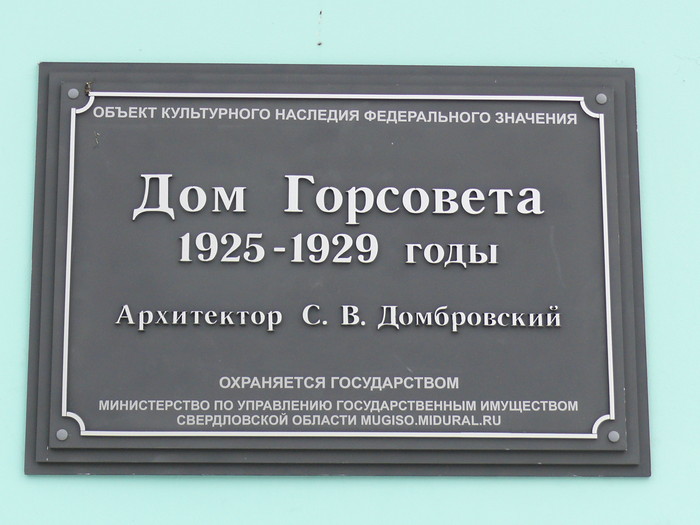 ОБЪЕКТ КУЛЬТУРНОГО НАСЛЕДИЯ ФЕДЕРАЛЬНОГО ЗНАЧЕНИЯ
Дом Горсовета
1925-1929 годы
Архитектор С. В. Домбровский
ОХРАНЯЕТСЯ ГОСУДАРСТВОМ
МИНИСТЕРСТВО ПО УПРАВЛЕНИЮ ГОСУДАРСТВЕННЫМ ИМУЩЕСТВОМ
СВЕРДЛОВСКОЙ ОБЛАСТИ MUGISO.MIDURAL.RU